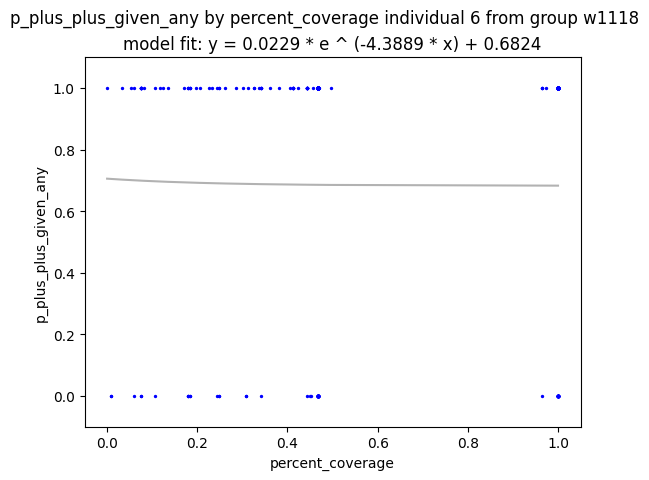 p_plus_plus_given_any by percent_coverage individual 6 from group w1118
model fit: y = 0.0229 * e ^ (-4.3889 * x) + 0.6824
1.0
0.8
0.6
0.4
0.2
0.0
p_plus_plus_given_any
0.0 0.2 0.4 0.6 0.8 1.0
percent_coverage